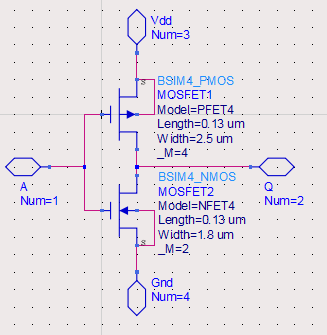 Vdd
Num=3
S
BSIM4_PMOS
MOSFET1
Model=PFET4
Length=0.13 um
Width=2.5 um
_M=4
A
Num=1
Q
Num=2
BSIM4_NMOS
MOSFET2
Model=NFET4
Length=0.13 um
Width=1.8 um
_M=2
S
Gnd
Num=4